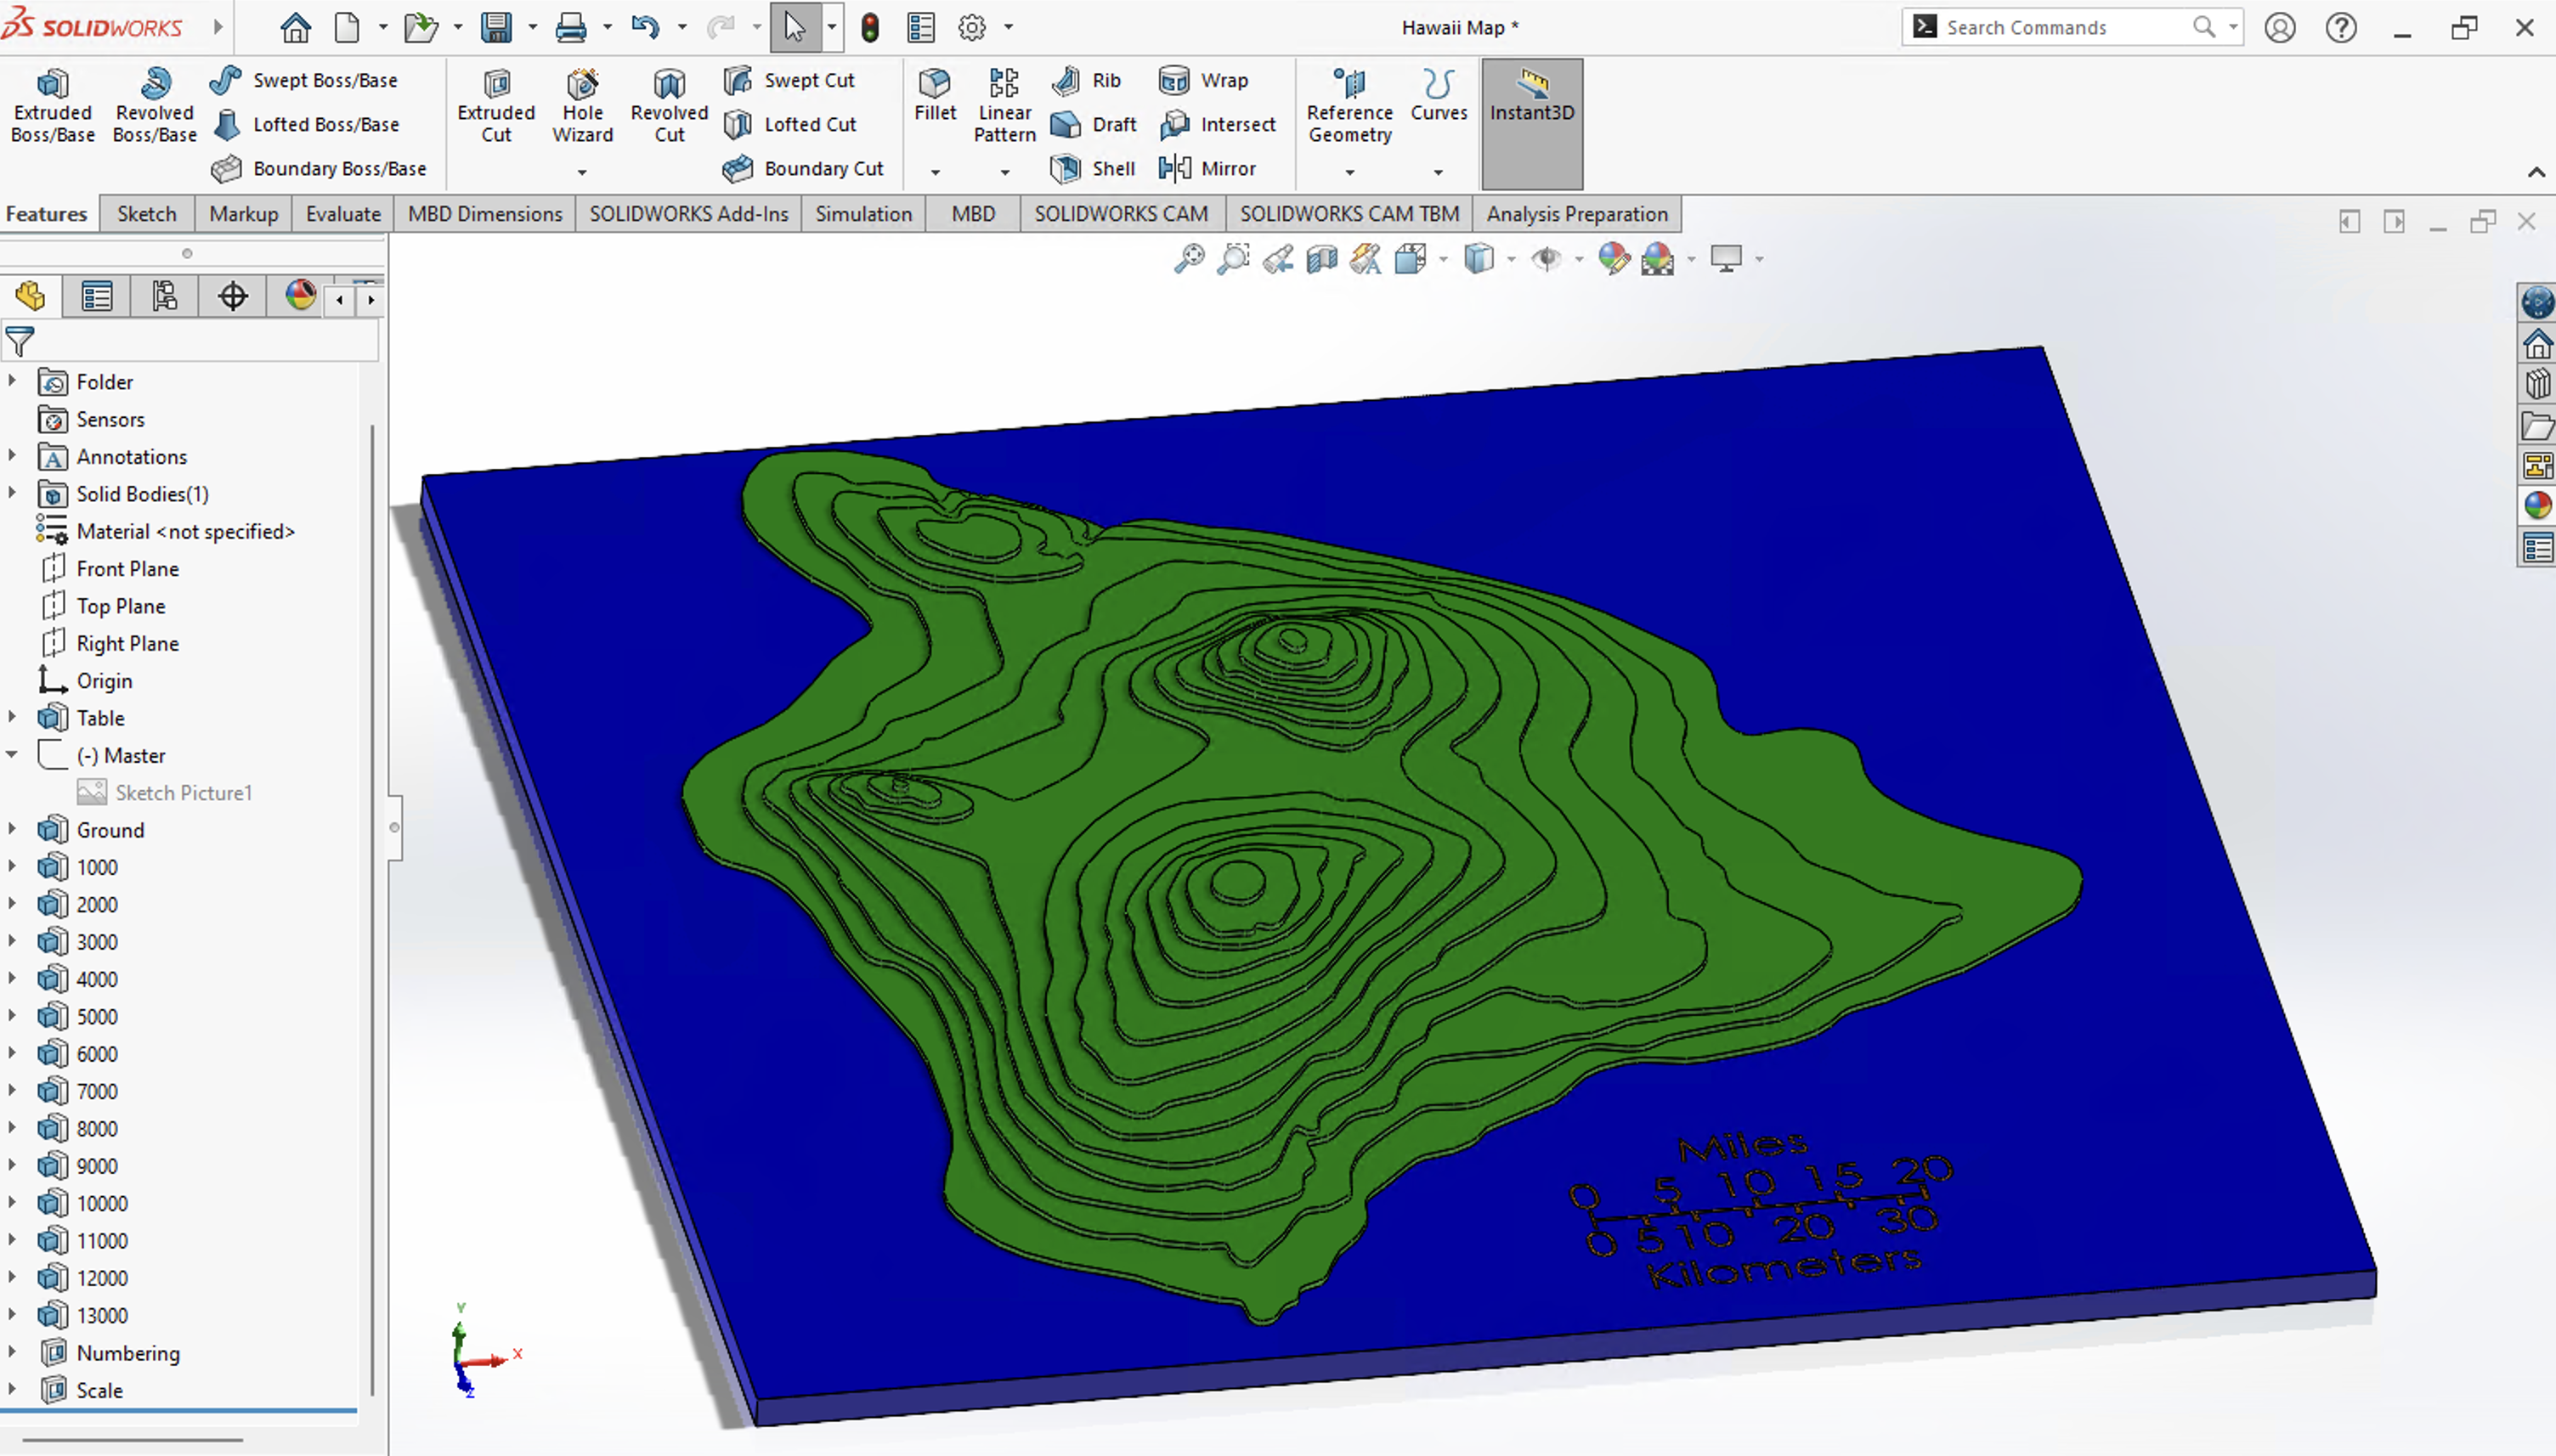 SOLIDWORKS
Hawaii Map *
Search Commands
Extruded Boss/Base
Revolved Boss/Base
Swept Boss/Base
Lofted Boss/Base
Boundary Boss/Base
Extruded Cut
Hole Wizard
Revolved Cut
Swept Cut
Lofted Cut
Boundary Cut
Fillet
Linear Pattern
Rib
Draft
Shell
Wrap
Intersect
Mirror
Reference Geometry
Curves
Instant3D
Features
Sketch
Markup
Evaluate
MBD Dimensions
SOLIDWORKS Add-Ins
Simulation
MBD
SOLIDWORKS CAM
SOLIDWORKS CAM TBM
Analysis Preparation
Folder
Sensors
Annotations
Solid Bodies(1)
Material <not specified>
Front Plane
Top Plane
Right Plane
Origin
Table
(-) Master
Sketch Picture1
Ground
1000
2000
3000
4000
5000
6000
7000
8000
9000
10000
11000
12000
13000
Numbering
Scale
Miles
0 5 10 15 20
0 5 10 20 30
Kilometers
Y
X
Z